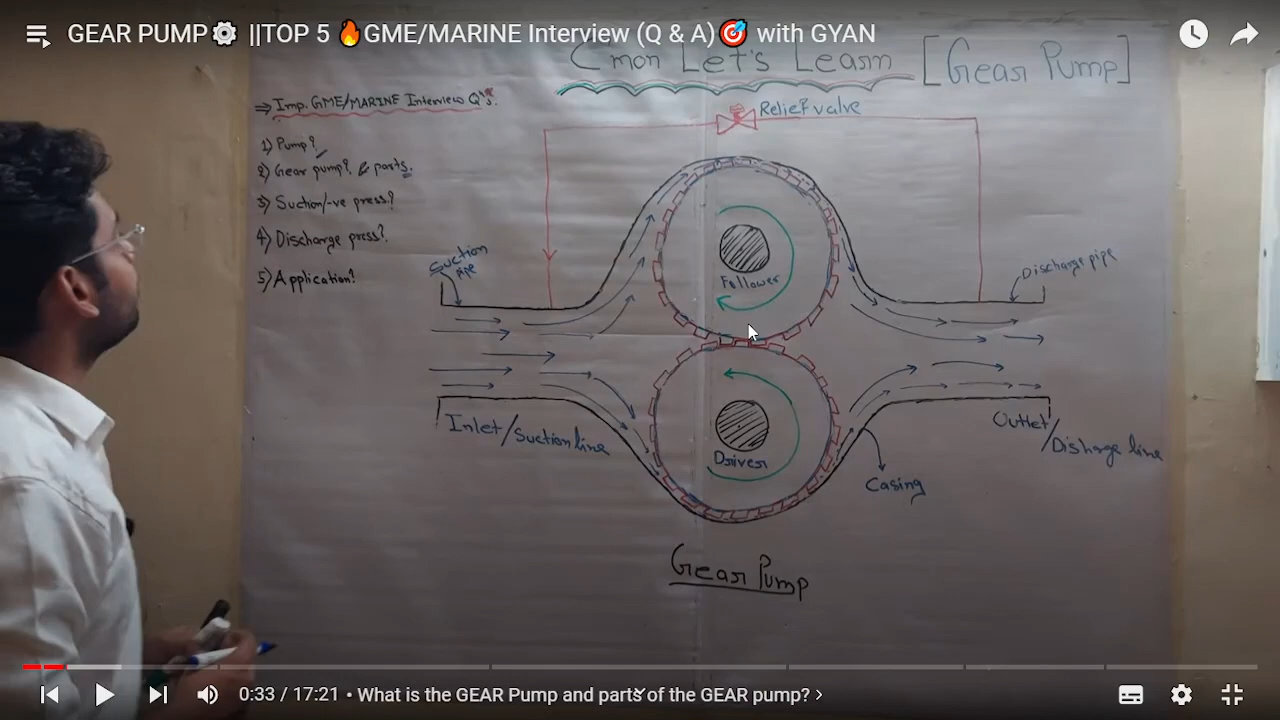 GEAR PUMP⚙️ ||TOP 5 🔥GME/MARINE Interview (Q & A)🎯 with GYAN
C'mon Let's Learn [Gear Pump]
⇒ Imp. GME/MARINE Interview Q's.
1) Pump?
2) Gear pump? & parts.
3) Suction/-ve press?
4) Discharge press?
5) Application?
Relief valve
Suction
pipe
Discharge pipe
Follower
Driver
Inlet/Suction line
Outlet/
Disharge line
Casing
Gear Pump
0:33 / 17:21 • What is the GEAR Pump and parts of the GEAR pump? >